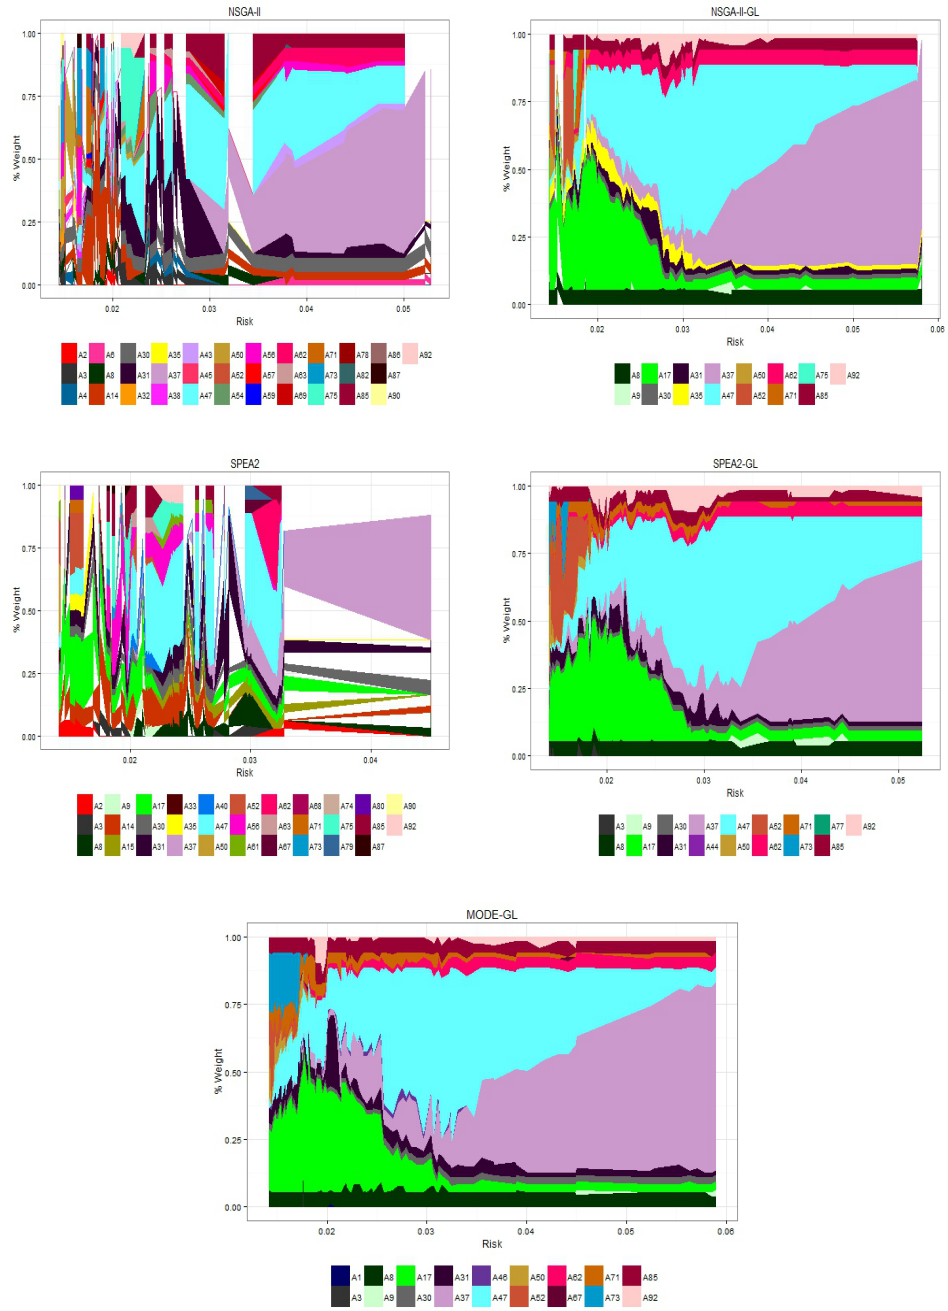 NSGA-II
1.00
0.75
0.50
0.25
0.00
% Weight
0.02 0.03 0.04 0.05
Risk
A2 A6 A30 A35 A43 A50 A56 A62 A71 A78 A86 A92
A3 A8 A31 A37 A45 A52 A57 A63 A73 A82 A87
A4 A14 A32 A38 A47 A54 A59 A69 A75 A85 A90
NSGA-II-GL
1.00
0.75
0.50
0.25
0.00
% Weight
0.02 0.03 0.04 0.05 0.06
Risk
A8 A17 A31 A37 A50 A62 A75 A92
A9 A30 A35 A47 A52 A71 A85
SPEA2
1.00
0.75
0.50
0.25
0.00
% Weight
0.02 0.03 0.04
Risk
A2 A9 A17 A33 A40 A52 A62 A68 A74 A80 A90
A3 A14 A30 A35 A47 A56 A63 A71 A75 A85 A92
A8 A15 A31 A37 A50 A61 A67 A73 A79 A87
SPEA2-GL
1.00
0.75
0.50
0.25
0.00
% Weight
0.02 0.03 0.04 0.05
Risk
A3 A9 A30 A37 A47 A52 A71 A77 A92
A8 A17 A31 A44 A50 A62 A73 A85
MODE-GL
1.00
0.75
0.50
0.25
0.00
% Weight
0.02 0.03 0.04 0.05 0.06
Risk
A1 A8 A17 A31 A46 A50 A62 A71 A85
A3 A9 A30 A37 A47 A52 A67 A73 A92